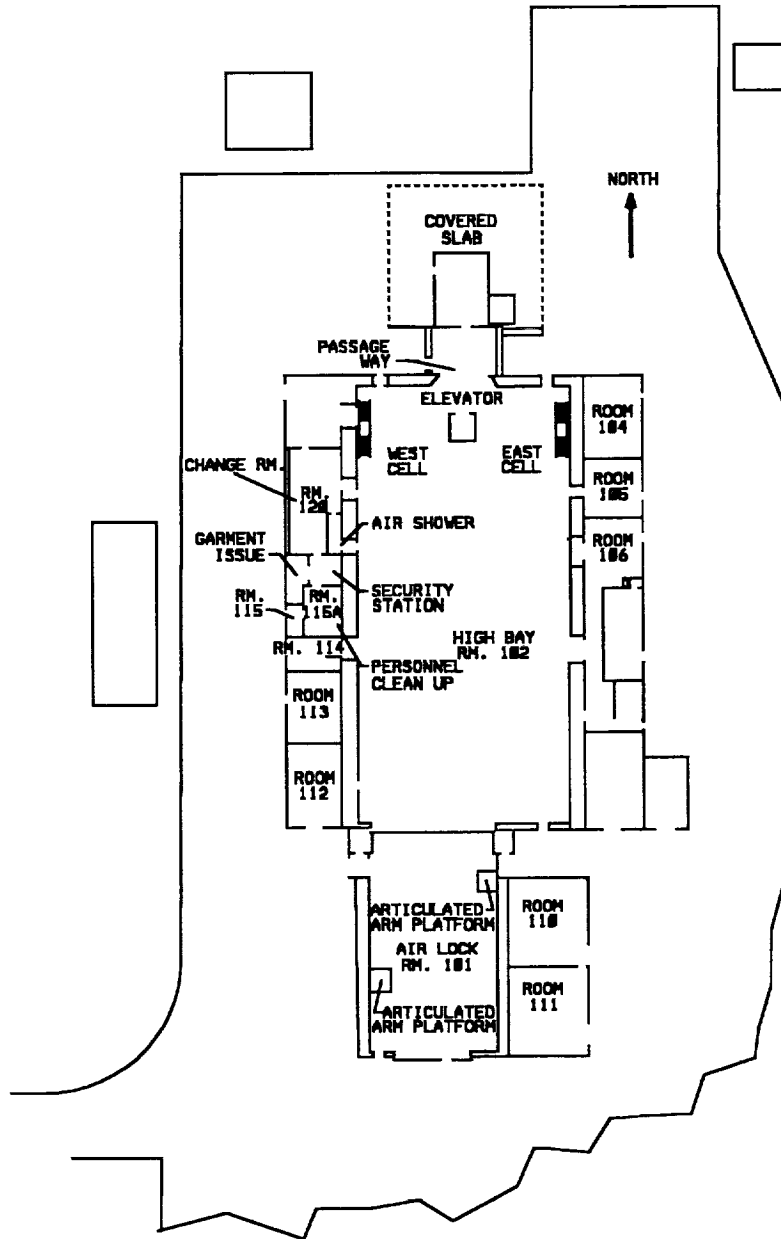 NORTH
COVERED
SLAB
PASSAGE
WAY
ELEVATOR
ROOM
104
WEST
CELL
EAST
CELL
CHANGE RM.
RM.
120
ROOM
105
AIR SHOWER
GARMENT
ISSUE
ROOM
106
SECURITY
STATION
RM.
115
RM.
115A
HIGH BAY
RM. 102
RM. 114
PERSONNEL
CLEAN UP
ROOM
113
ROOM
112
ARTICULATED
ARM PLATFORM
ROOM
110
AIR LOCK
RM. 101
ROOM
111
ARTICULATED
ARM PLATFORM